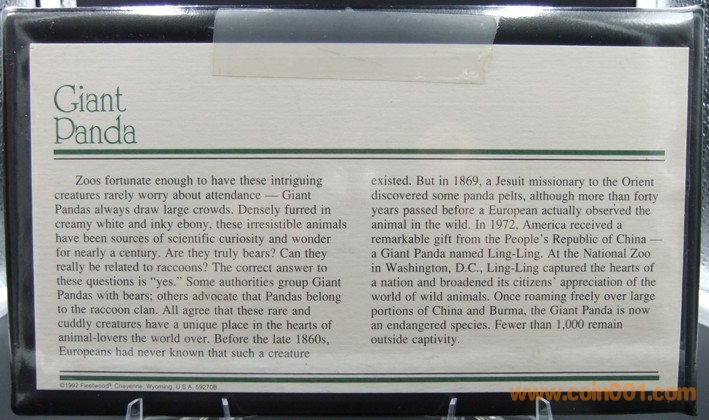 Giant
Panda
Zoos fortunate enough to have these intriguing
creatures rarely worry about attendance — Giant
Pandas always draw large crowds. Densely furred in
creamy white and inky ebony, these irresistible animals
have been sources of scientific curiosity and wonder
for nearly a century. Are they truly bears? Can they
really be related to raccoons? The correct answer to
these questions is “yes.” Some authorities group Giant
Pandas with bears; others advocate that Pandas belong
to the raccoon clan. All agree that these rare and
cuddly creatures have a unique place in the hearts of
animal-lovers the world over. Before the late 1860s,
Europeans had never known that such a creature
existed. But in 1869, a Jesuit missionary to the Orient
discovered some panda pelts, although more than forty
years passed before a European actually observed the
animal in the wild. In 1972, America received a
remarkable gift from the People’s Republic of China —
a Giant Panda named Ling-Ling. At the National Zoo
in Washington, D.C., Ling-Ling captured the hearts of
a nation and broadened its citizens’ appreciation of the
world of wild animals. Once roaming freely over large
portions of China and Burma, the Giant Panda is now
an endangered species. Fewer than 1,000 remain
outside captivity.
Fleetwood® Cheyenne, Wyoming, U.S.A.
www.coin001.com